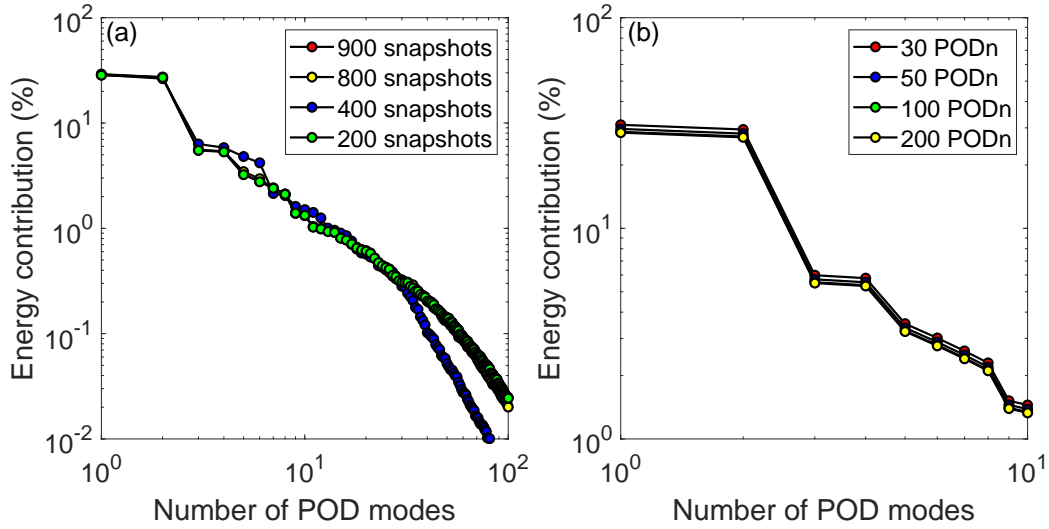 (a)
900 snapshots
800 snapshots
400 snapshots
200 snapshots
10^2
10^1
10^0
10^-1
10^-2
Energy contribution (%)
10^0
10^1
10^2
Number of POD modes
(b)
30 PODn
50 PODn
100 PODn
200 PODn
10^2
10^1
10^0
Energy contribution (%)
10^0
10^1
Number of POD modes